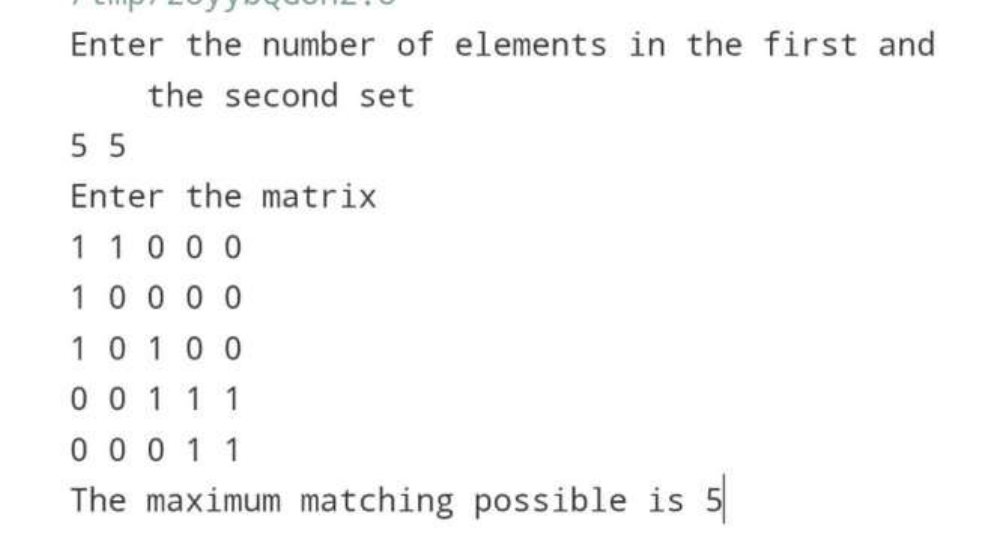 Enter the number of elements in the first and
the second set
5 5
Enter the matrix
1 1 0 0 0
1 0 0 0 0
1 0 1 0 0
0 0 1 1 1
0 0 0 1 1
The maximum matching possible is 5